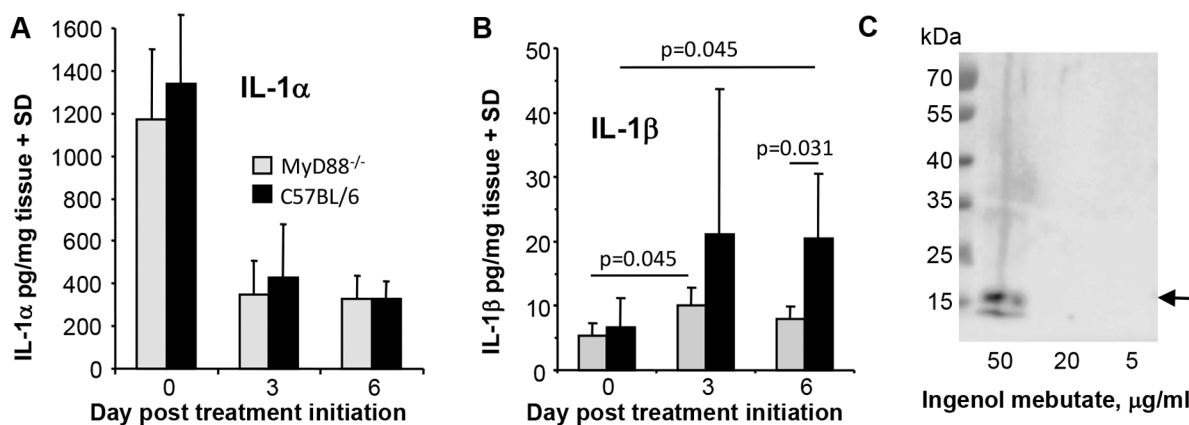 A
IL-1α pg/mg tissue + SD
1600
1400
1200
1000
800
600
400
200
0
IL-1α
MyD88-/-
C57BL/6
0 3 6
Day post treatment initiation
B
IL-1β pg/mg tissue + SD
50
40
30
20
10
0
p=0.045
IL-1β
p=0.031
p=0.045
0 3 6
Day post treatment initiation
C
kDa
70
55
40
35
25
15
50 20 5
Ingenol mebutate, µg/ml